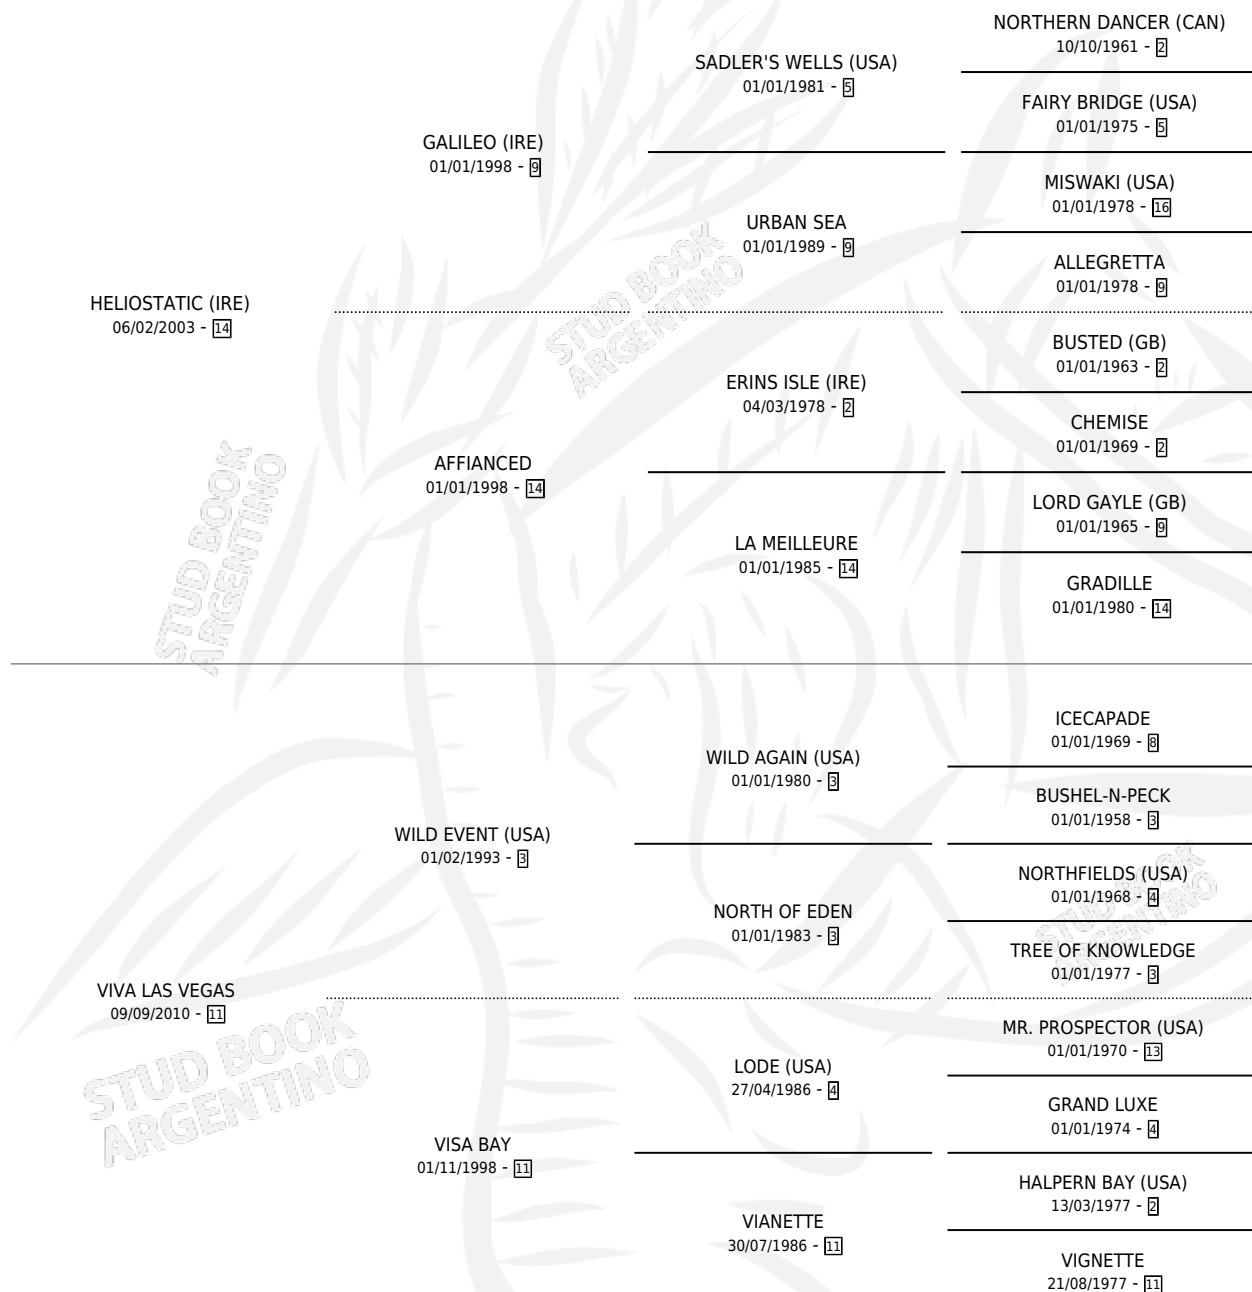 NORTHERN DANCER (CAN)
10/10/1961 - 2
SADLER'S WELLS (USA)
01/01/1981 - 5
FAIRY BRIDGE (USA)
01/01/1975 - 5
GALILEO (IRE)
01/01/1998 - 9
MISWAKI (USA)
01/01/1978 - 16
URBAN SEA
01/01/1989 - 9
ALLEGRETTA
01/01/1978 - 9
HELIOSTATIC (IRE)
06/02/2003 - 14
BUSTED (GB)
01/01/1963 - 2
ERINS ISLE (IRE)
04/03/1978 - 2
CHEMISE
01/01/1969 - 2
AFFIANCED
01/01/1998 - 14
LORD GAYLE (GB)
01/01/1965 - 9
LA MEILLEURE
01/01/1985 - 14
GRADILLE
01/01/1980 - 14
ICECAPADE
01/01/1969 - 8
WILD AGAIN (USA)
01/01/1980 - 3
BUSHEL-N-PECK
01/01/1958 - 3
WILD EVENT (USA)
01/02/1993 - 3
NORTHFIELDS (USA)
01/01/1968 - 4
NORTH OF EDEN
01/01/1983 - 3
TREE OF KNOWLEDGE
01/01/1977 - 3
VIVA LAS VEGAS
09/09/2010 - 11
MR. PROSPECTOR (USA)
01/01/1970 - 13
LODE (USA)
27/04/1986 - 4
GRAND LUXE
01/01/1974 - 4
VISA BAY
01/11/1998 - 11
HALPERN BAY (USA)
13/03/1977 - 2
VIANETTE
30/07/1986 - 11
VIGNETTE
21/08/1977 - 11
STUD BOOK
ARGENTINO
STUD BOOK
ARGENTINO
STUD BOOK
ARGENTINO
STUD BOOK
ARGENTINO